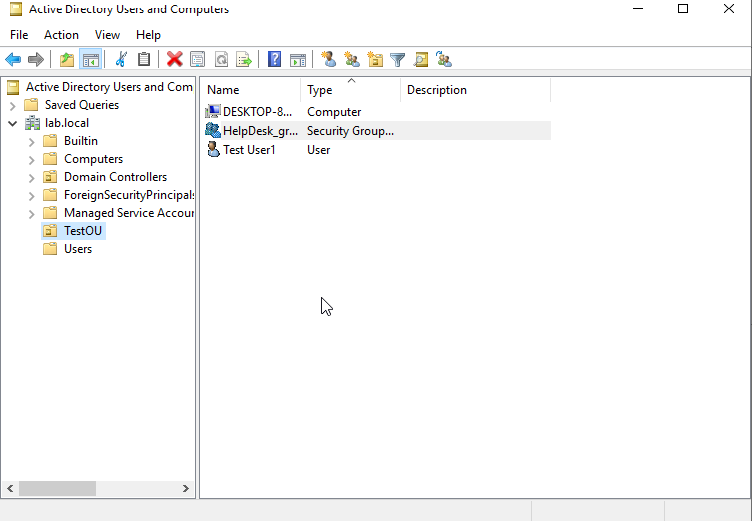 Active Directory Users and Computers
File Action View Help
Active Directory Users and Com
Saved Queries
lab.local
Builtin
Computers
Domain Controllers
ForeignSecurityPrincipals
Managed Service Accour
TestOU
Users
Name Type Description
DESKTOP-8... Computer
HelpDesk_gr... Security Group...
Test User1 User